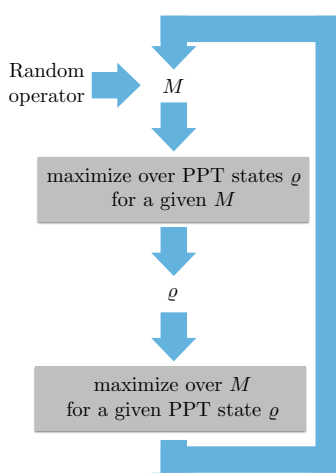 Random
operator
M
maximize over PPT states ϱ
for a given M
ϱ
maximize over M
for a given PPT state ϱ